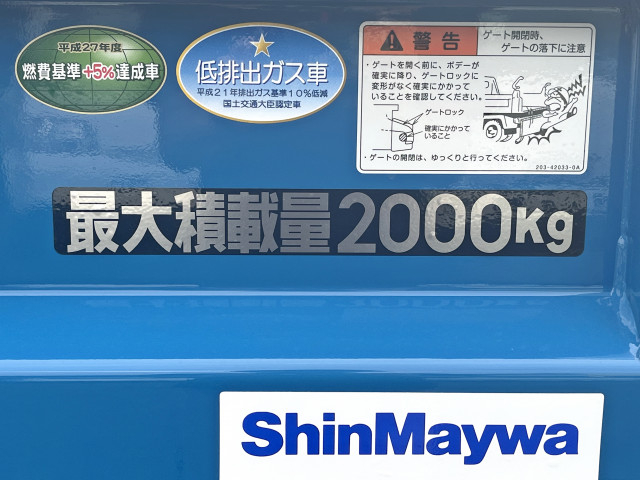 平成27年度
燃費基準+5%達成車
低排出ガス車
平成21年排出ガス基準10%低減
国土交通大臣認定車
警告
ゲート開閉時、
ゲートの落下に注意
・ゲートを開く前に、ボデーが
確実に降り、ゲートロックに
変形がなく確実にかかって
いることを確認してください。
ゲートロック
確実にかかって
いること
・ゲートの開閉は、ゆっくりと行ってください。
203-42033-0A
最大積載量2000Kg
ShinMaywa